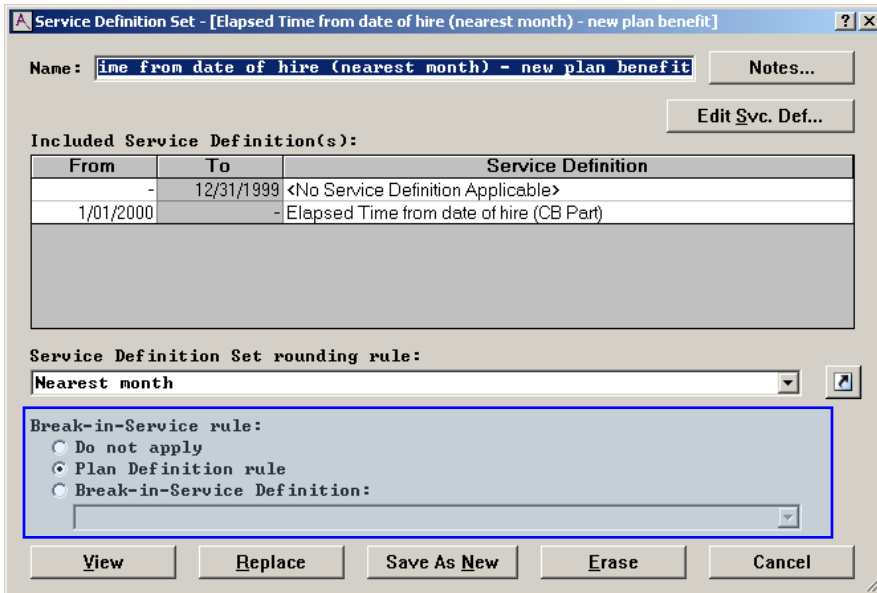 Service Definition Set - [Elapsed Time from date of hire (nearest month) - new plan benefit]
Name: ime from date of hire (nearest month) - new plan benefit Notes...
Edit Svc. Def...
Included Service Definition(s):
From To Service Definition
- 12/31/1999 <No Service Definition Applicable>
1/01/2000 - Elapsed Time from date of hire (CB Part)
Service Definition Set rounding rule:
Nearest month
Break-in-Service rule:
Do not apply
Plan Definition rule
Break-in-Service Definition:
View Replace Save As New Erase Cancel